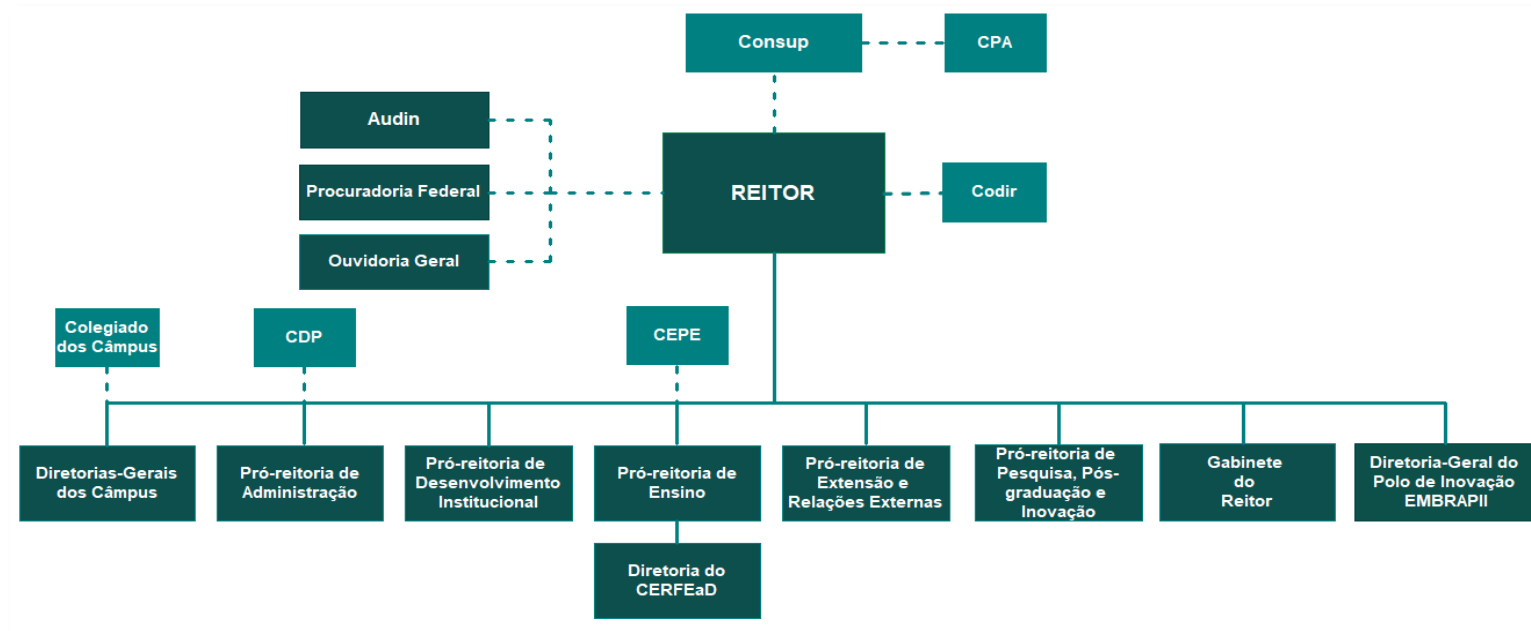 Consup
CPA
Audin
Procuradoria Federal
Ouvidoria Geral
REITOR
Codir
Colegiado
dos Câmpus
CDP
CEPE
Diretorias-Gerais
dos Câmpus
Pró-reitoria de
Administração
Pró-reitoria de
Desenvolvimento
Institucional
Pró-reitoria de
Ensino
Pró-reitoria de
Extensão e
Relações Externas
Pró-reitoria de
Pesquisa, Pós-
graduação e
Inovação
Gabinete
do
Reitor
Diretoria-Geral do
Polo de Inovação
EMBRAPII
Diretoria do
CERFEaD